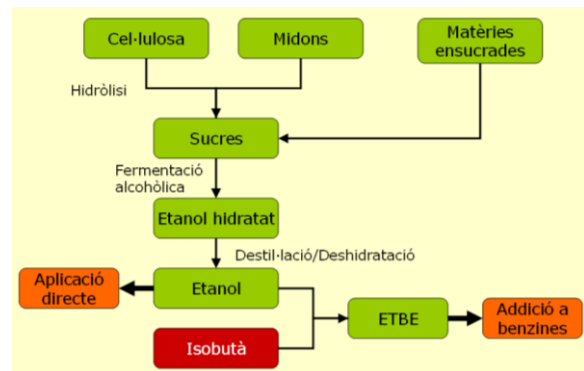 Cel·lulosa
Midons
Matèries
ensucrades
Hidròlisi
Sucres
Fermentació
alcohòlica
Etanol hidratat
Destil·lació/Deshidratació
Aplicació
directe
Etanol
ETBE
Addició a
benzines
Isobutà